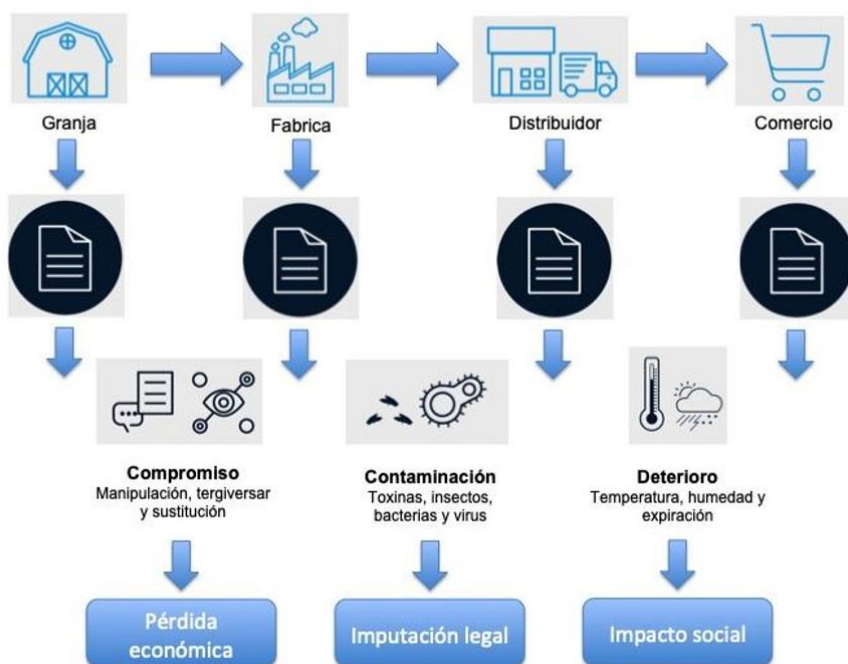 Granja
Fabrica
Distribuidor
Comercio
Compromiso
Manipulación, tergiversar
y sustitución
Contaminación
Toxinas, insectos,
bacterias y virus
Deterioro
Temperatura, humedad y
expiración
Pérdida
económica
Imputación legal
Impacto social